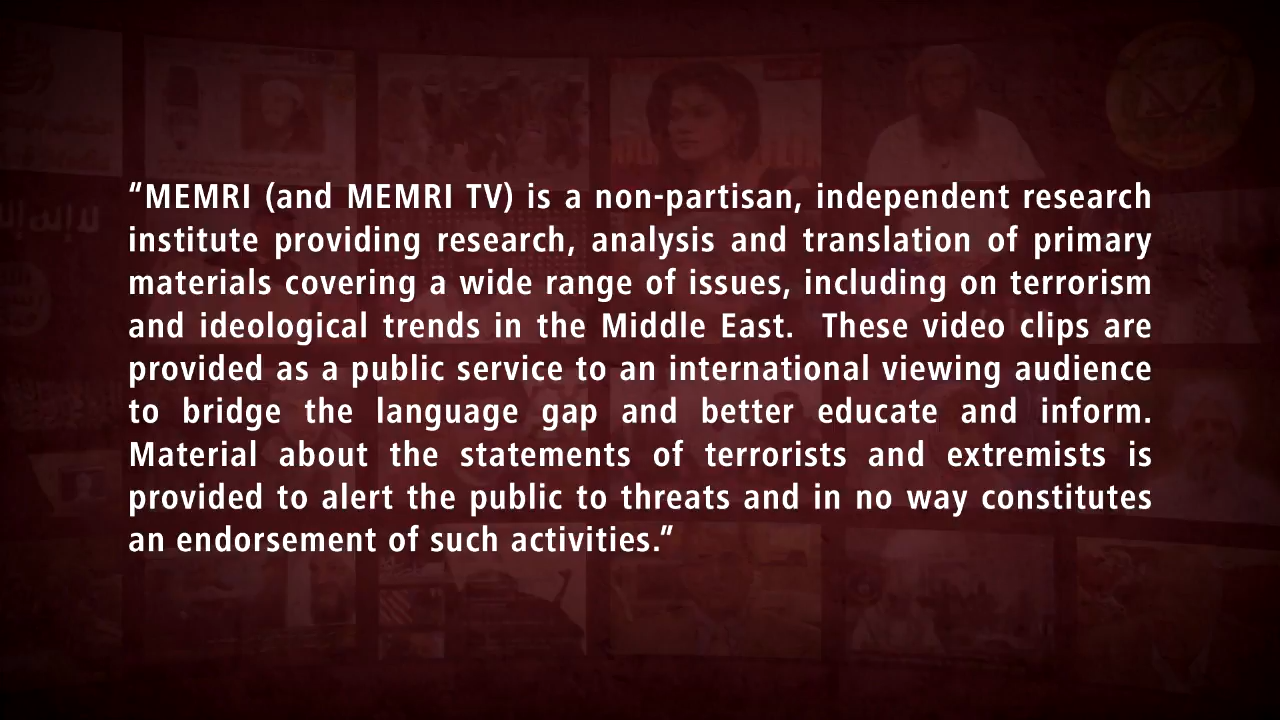 “MEMRI (and MEMRI TV) is a non-partisan, independent research
institute providing research, analysis and translation of primary
materials covering a wide range of issues, including on terrorism
and ideological trends in the Middle East.  These video clips are
provided as a public service to an international viewing audience
to bridge the language gap and better educate and inform.
Material about the statements of terrorists and extremists is
provided to alert the public to threats and in no way constitutes
an endorsement of such activities.”